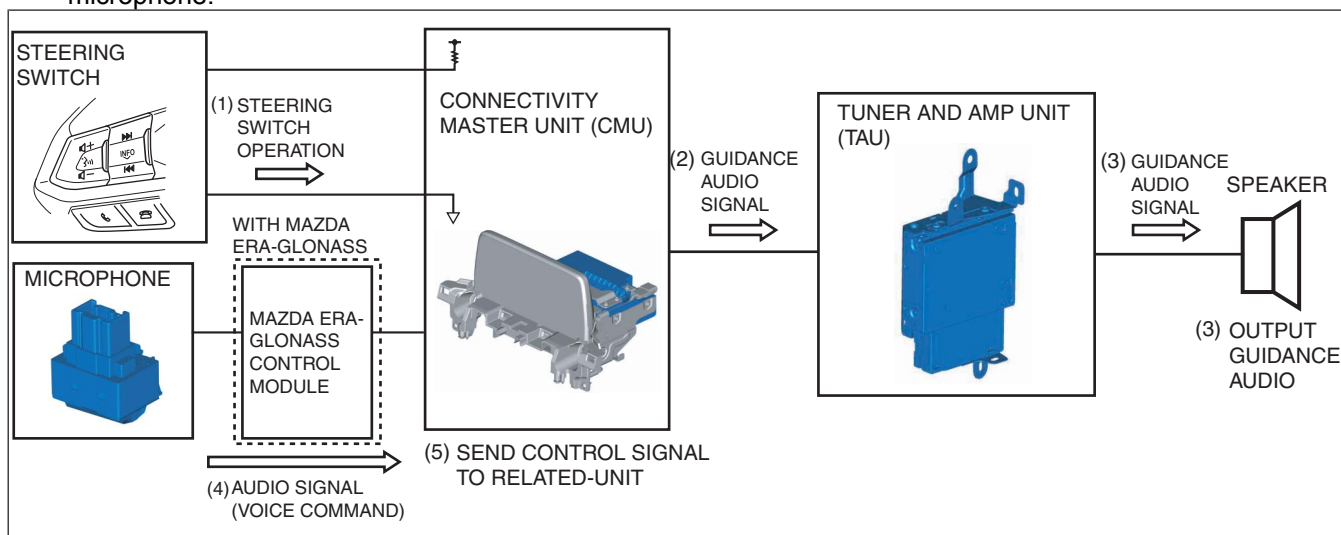 microphone.
STEERING
SWITCH
INFO
(1) STEERING
SWITCH
OPERATION
CONNECTIVITY
MASTER UNIT (CMU)
(2) GUIDANCE
AUDIO
SIGNAL
TUNER AND AMP UNIT
(TAU)
(3) GUIDANCE
AUDIO
SIGNAL
SPEAKER
(3) OUTPUT
GUIDANCE
AUDIO
MICROPHONE
WITH MAZDA
ERA-GLONASS
MAZDA ERA-
GLONASS
CONTROL
MODULE
(4) AUDIO SIGNAL
(VOICE COMMAND)
(5) SEND CONTROL SIGNAL
TO RELATED-UNIT